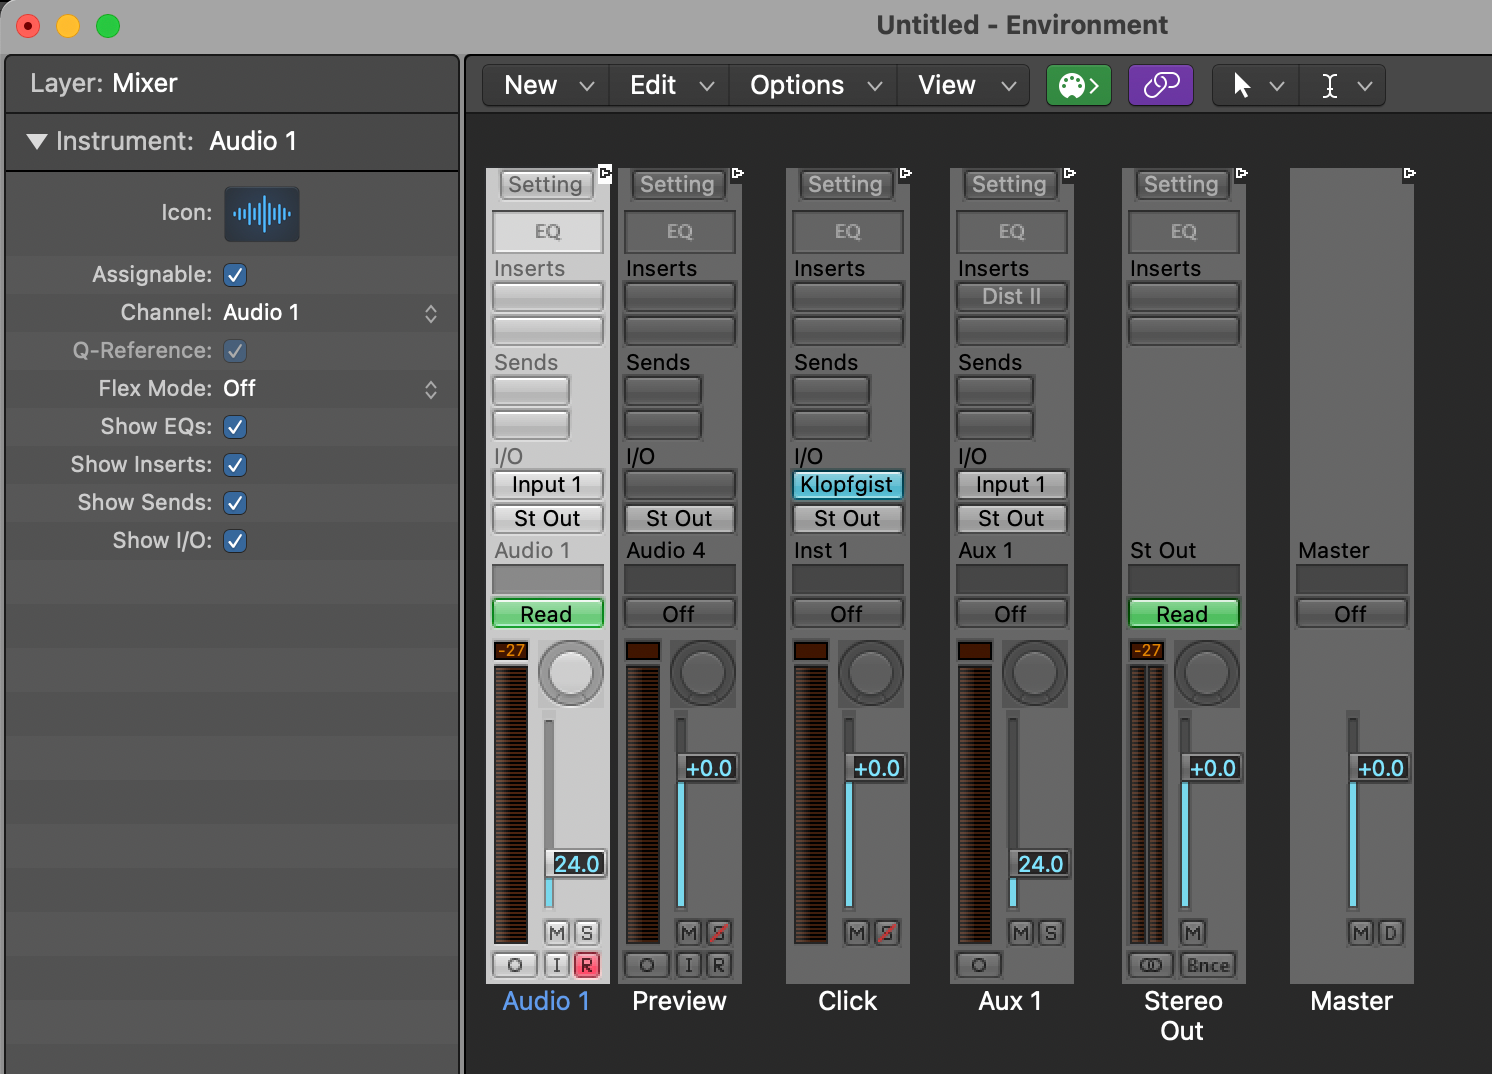 Untitled - Environment
Layer: Mixer
New Edit Options View
Instrument: Audio 1
Icon:
Assignable:
Channel: Audio 1
Q-Reference:
Flex Mode: Off
Show EQs:
Show Inserts:
Show Sends:
Show I/O:
Setting Setting Setting Setting Setting
EQ EQ EQ EQ EQ
Inserts Inserts Inserts Inserts Inserts
Dist II
Sends Sends Sends Sends
I/O I/O I/O I/O
Input 1 Klopfgist Input 1
St Out St Out St Out St Out
Audio 1 Audio 4 Inst 1 Aux 1 St Out Master
Read Off Off Off Read Off
-27 -27
+0.0 +0.0 +0.0 +0.0
24.0 24.0
M S M S M S M S M M D
I R I R Bnce
Audio 1 Preview Click Aux 1 Stereo Master
Out